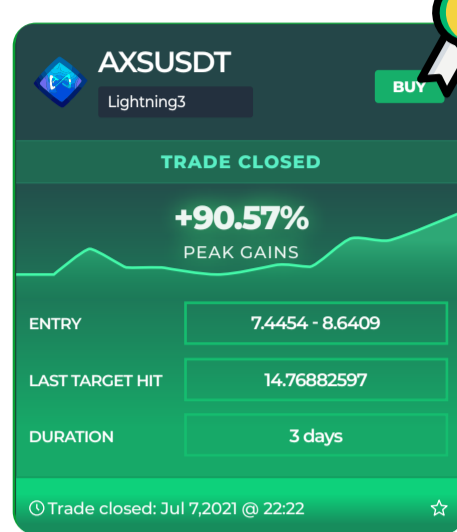 AXSUSDT
Lightning3
BUY
TRADE CLOSED
+90.57%
PEAK GAINS
ENTRY 7.4454 - 8.6409
LAST TARGET HIT 14.76882597
DURATION 3 days
Trade closed: Jul 7,2021 @ 22:22